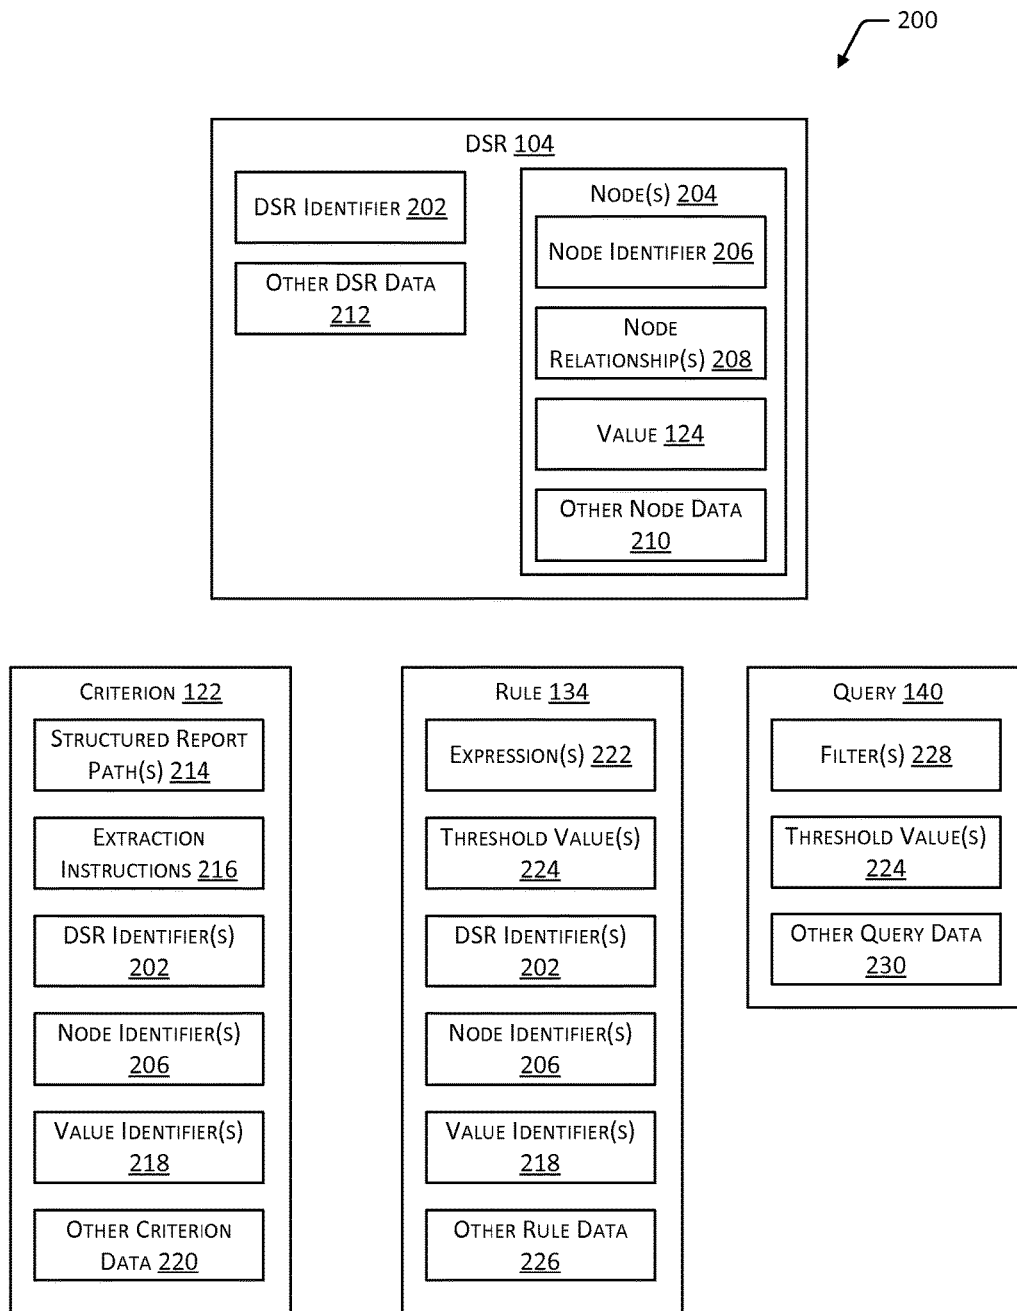 200
DSR 104
DSR IDENTIFIER 202
OTHER DSR DATA
212
NODE(S) 204
NODE IDENTIFIER 206
NODE
RELATIONSHIP(S) 208
VALUE 124
OTHER NODE DATA
210
CRITERION 122
STRUCTURED REPORT
PATH(S) 214
EXTRACTION
INSTRUCTIONS 216
DSR IDENTIFIER(S)
202
NODE IDENTIFIER(S)
206
VALUE IDENTIFIER(S)
218
OTHER CRITERION
DATA 220
RULE 134
EXPRESSION(S) 222
THRESHOLD VALUE(S)
224
DSR IDENTIFIER(S)
202
NODE IDENTIFIER(S)
206
VALUE IDENTIFIER(S)
218
OTHER RULE DATA
226
QUERY 140
FILTER(S) 228
THRESHOLD VALUE(S)
224
OTHER QUERY DATA
230